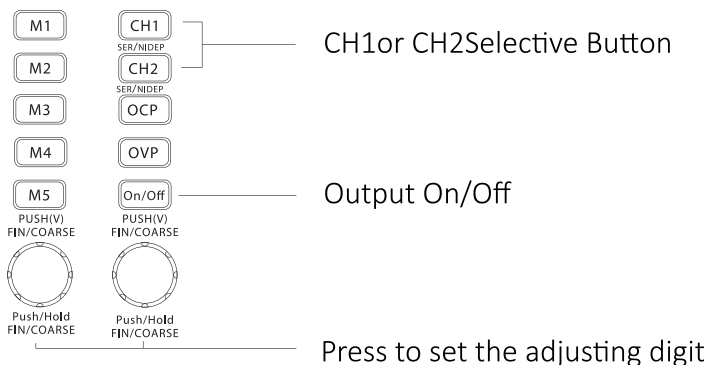 M1
CH1
SER/NIDEP
CH1or CH2Selective Button
M2
CH2
SER/NIDEP
M3
OCP
M4
OVP
M5
On/Off
Output On/Off
PUSH(V)
FIN/COARSE
PUSH(V)
FIN/COARSE
Push/Hold
FIN/COARSE
Push/Hold
FIN/COARSE
Press to set the adjusting digit